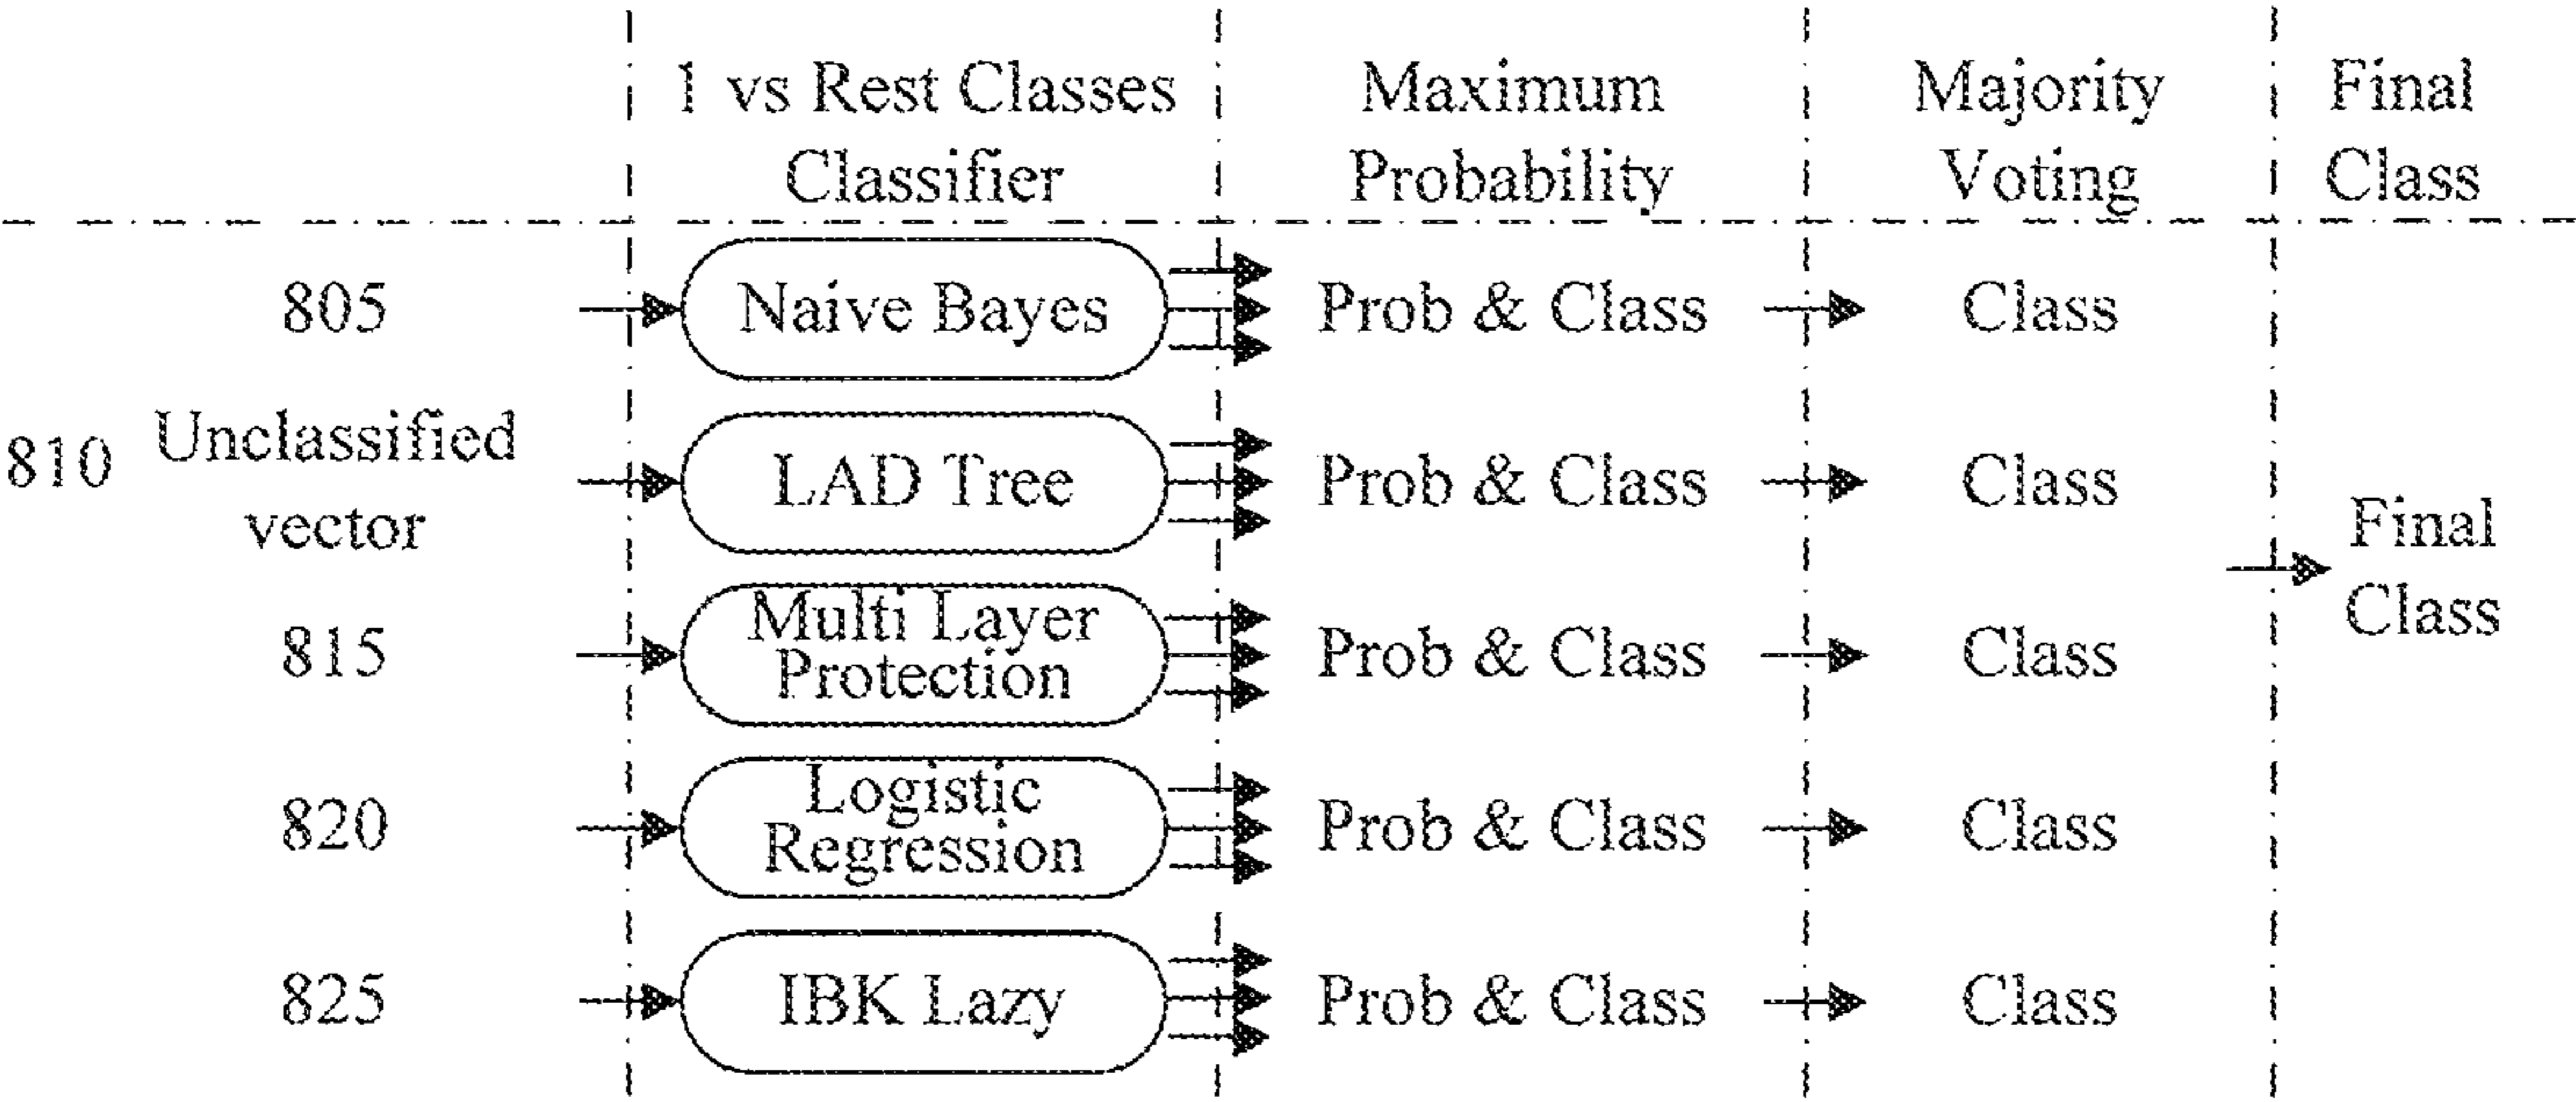 1 vs Rest Classes Classifier
Maximum Probability
Majority Voting
Final Class
805
Naive Bayes
Prob & Class
Class
810
Unclassified vector
LAD Tree
Prob & Class
Class
Final Class
815
Multi Layer Protection
Prob & Class
Class
820
Logistic Regression
Prob & Class
Class
825
IBK Lazy
Prob & Class
Class